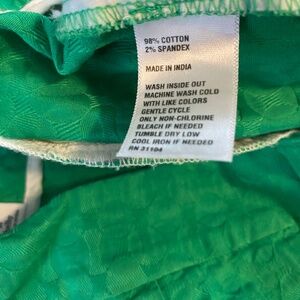 98% COTTON
2% SPANDEX
MADE IN INDIA
WASH INSIDE OUT
MACHINE WASH COLD
WITH LIKE COLORS
GENTLE CYCLE
ONLY NON-CHLORINE
BLEACH IF NEEDED
TUMBLE DRY LOW
COOL IRON IF NEEDED
RN 31104